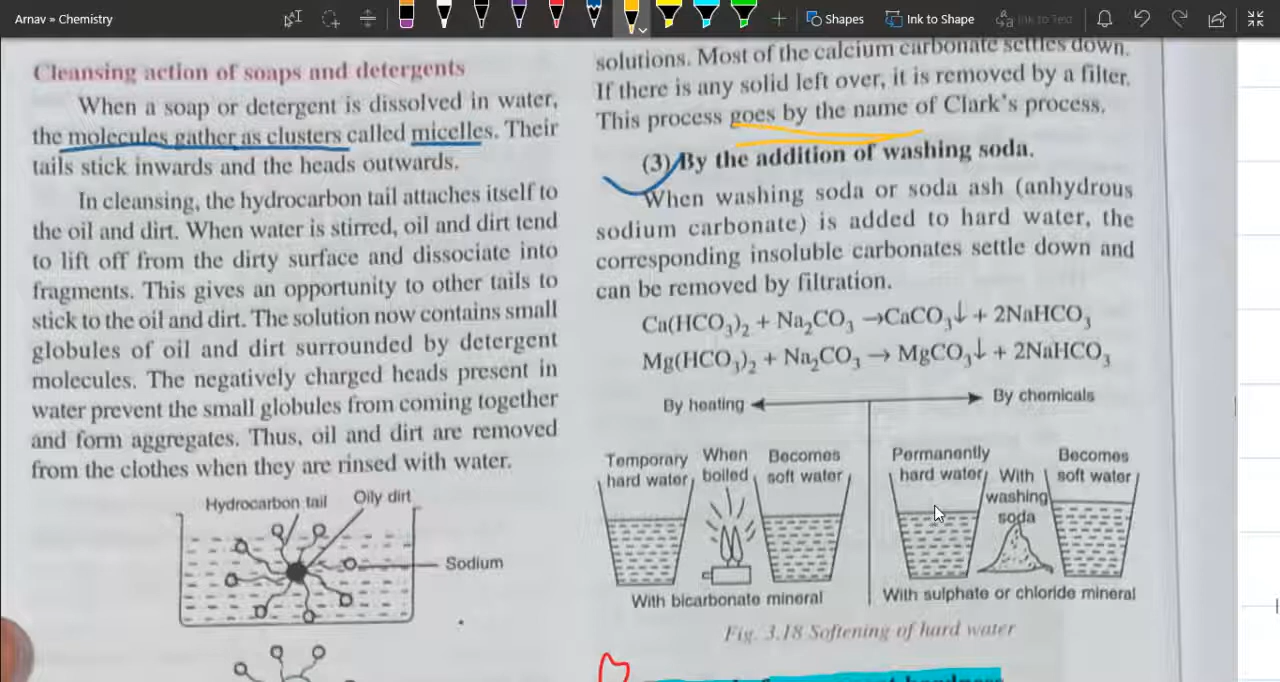 Arnav » Chemistry
Shapes
Ink to Shape
Ink to Text
Cleansing action of soaps and detergents
When a soap or detergent is dissolved in water,
the molecules gather as clusters called micelles. Their
tails stick inwards and the heads outwards.
In cleansing, the hydrocarbon tail attaches itself to
the oil and dirt. When water is stirred, oil and dirt tend
to lift off from the dirty surface and dissociate into
fragments. This gives an opportunity to other tails to
stick to the oil and dirt. The solution now contains small
globules of oil and dirt surrounded by detergent
molecules. The negatively charged heads present in
water prevent the small globules from coming together
and form aggregates. Thus, oil and dirt are removed
from the clothes when they are rinsed with water.
Hydrocarbon tail
Oily dirt
Sodium
solutions. Most of the calcium carbonate settles down.
If there is any solid left over, it is removed by a filter.
This process goes by the name of Clark's process.
(3) By the addition of washing soda.
When washing soda or soda ash (anhydrous
sodium carbonate) is added to hard water, the
corresponding insoluble carbonates settle down and
can be removed by filtration.
Ca(HCO₃)₂ + Na₂CO₃ →CaCO₃↓ + 2NaHCO₃
Mg(HCO₃)₂ + Na₂CO₃ → MgCO₃↓ + 2NaHCO₃
By heating
By chemicals
Temporary
hard water
When
boiled
Becomes
soft water
Permanently
hard water
With
washing
soda
Becomes
soft water
With bicarbonate mineral
With sulphate or chloride mineral
Fig. 3.18 Softening of hard water